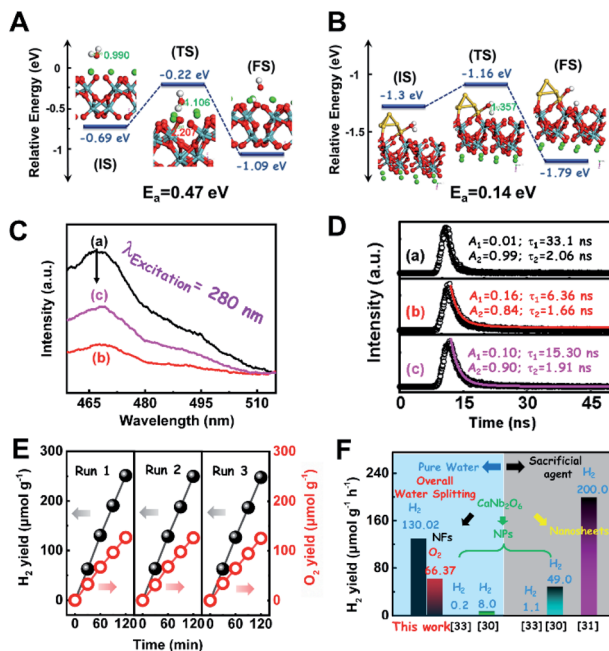 A
Relative Energy (eV)
0
-0.5
-1
(IS)
0.990
-0.69 eV
(TS)
-0.22 eV
4.106
(FS)
-1.09 eV
Eₐ=0.47 eV
B
Relative Energy (eV)
-1
-1.5
(IS)
-1.3 eV
(TS)
-1.16 eV
1.357
(FS)
-1.79 eV
Eₐ=0.14 eV
C
Intensity (a.u.)
(a)
(c)
(b)
λExcitation = 280 nm
465 480 495 510
Wavelength (nm)
D
Intensity (a.u.)
(a)
A₁=0.01; τ₁=33.1 ns
A₂=0.99; τ₂=2.06 ns
(b)
A₁=0.16; τ₁=6.36 ns
A₂=0.84; τ₂=1.66 ns
(c)
A₁=0.10; τ₁=15.30 ns
A₂=0.90; τ₂=1.91 ns
0 15 30 45
Time (ns)
E
H₂ yield (μmol g⁻¹)
300
200
100
0
Run 1
Run 2
Run 3
300
200
100
0
O₂ yield (μmol g⁻¹)
0 60 120 0 60 120 0 60 120
Time (min)
F
H₂ yield (μmol g⁻¹ h⁻¹)
240
160
80
0
Pure Water
Sacrificial
agent
Overall
Water Splitting
CaNb₂O₆
NFs
NPs
Nanosheets
H₂
130.02
O₂
66.37
H₂
0.2
H₂
8.0
H₂
1.1
H₂
49.0
H₂
200.0
This work [33] [30] [33] [30] [31]